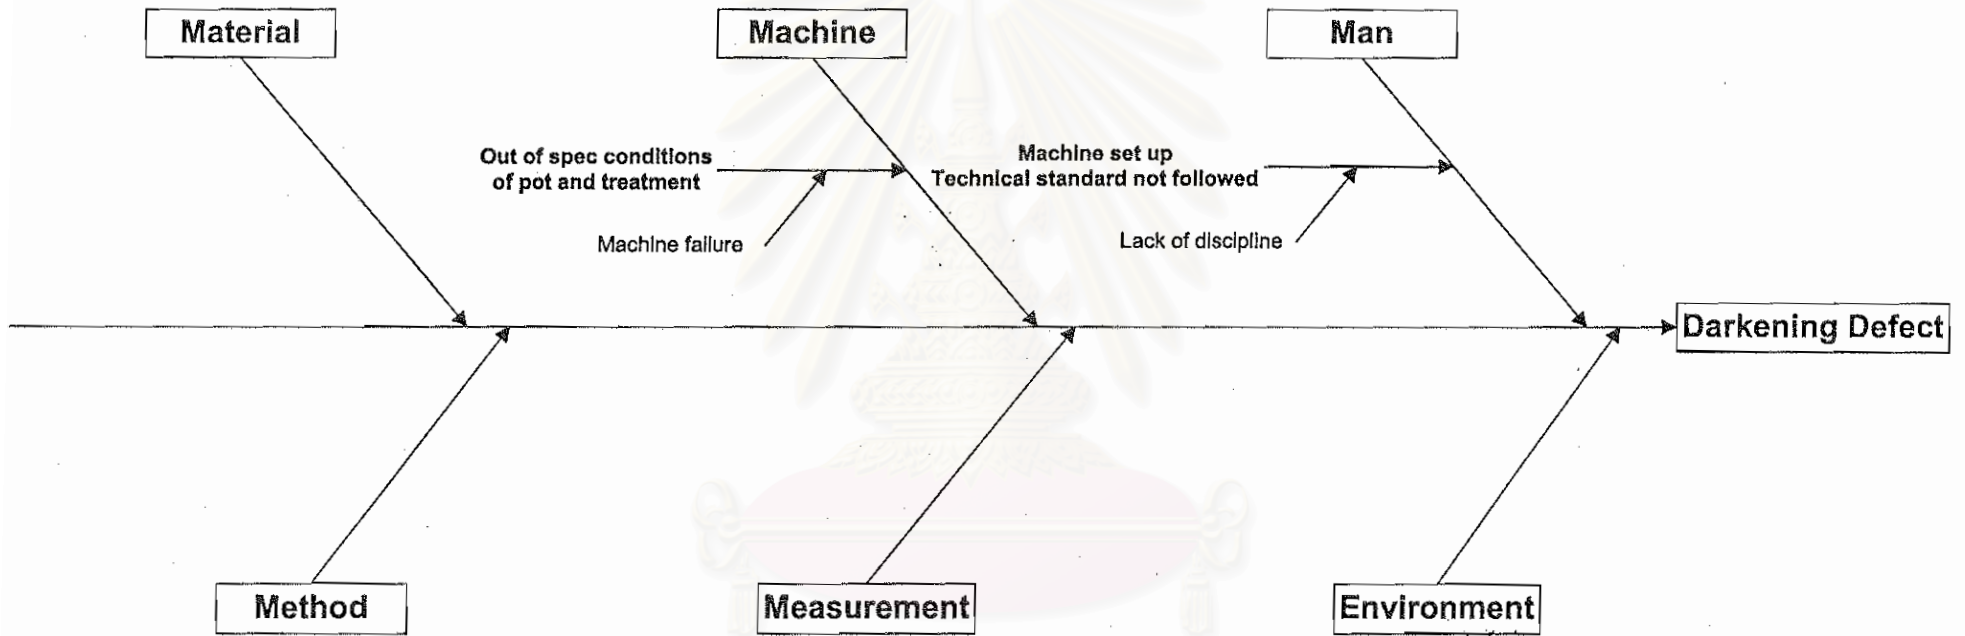 Material
Machine
Man
Out of spec conditions
of pot and treatment
Machine failure
Machine set up
Technical standard not followed
Lack of discipline
Darkening Defect
Method
Measurement
Environment